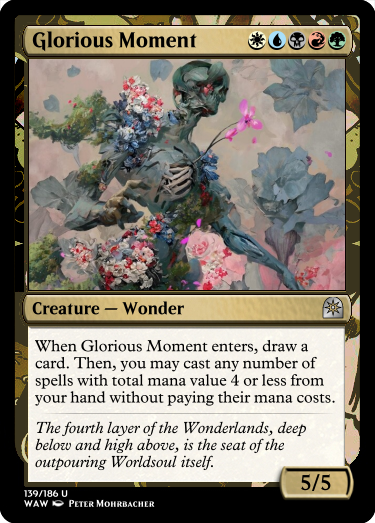 Glorious Moment
Creature — Wonder
When Glorious Moment enters, draw a
card. Then, you may cast any number of
spells with total mana value 4 or less from
your hand without paying their mana costs.
The fourth layer of the Wonderlands, deep
below and high above, is the seat of the
outpouring Worldsoul itself.
5/5
139/186 U
WAW Peter Mohrbacher